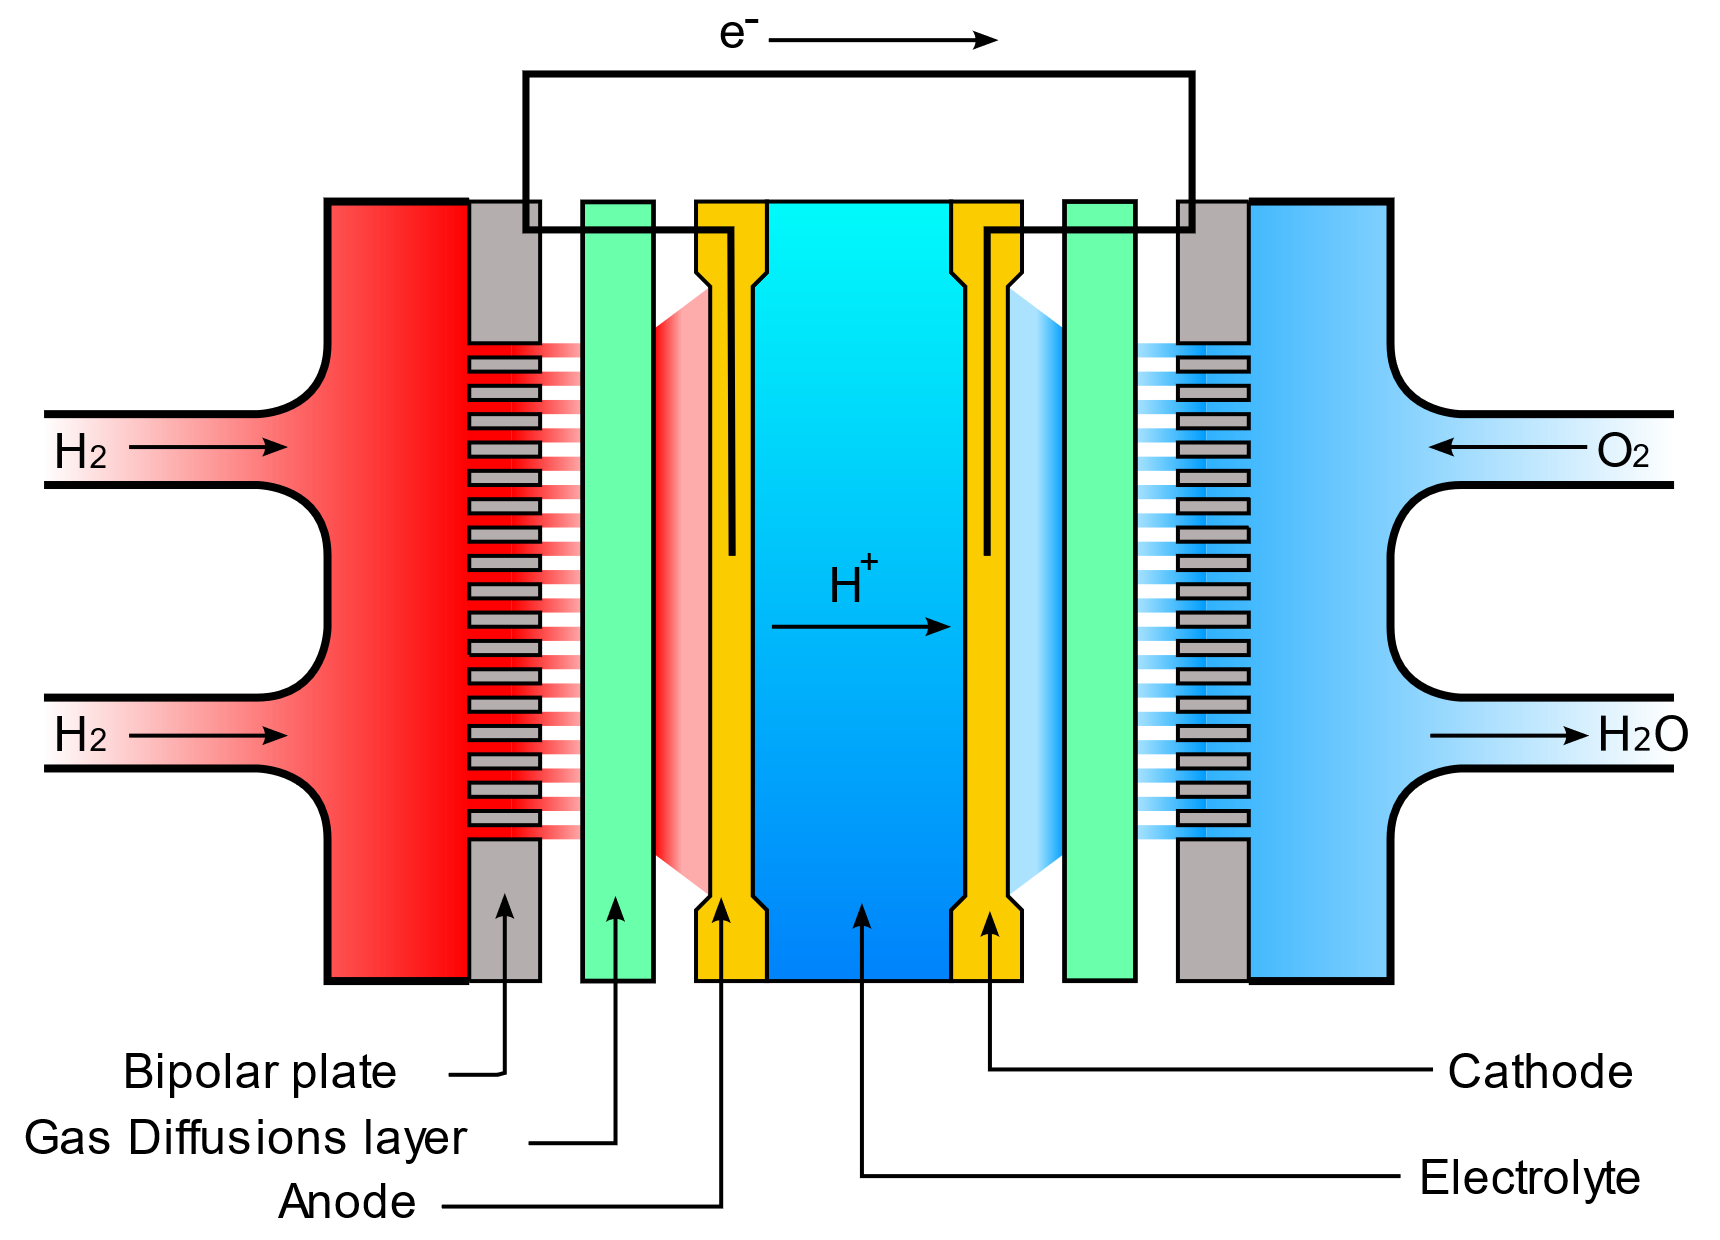 e⁻
H2
O2
H⁺
H2
H2O
Bipolar plate
Cathode
Gas Diffusions layer
Electrolyte
Anode